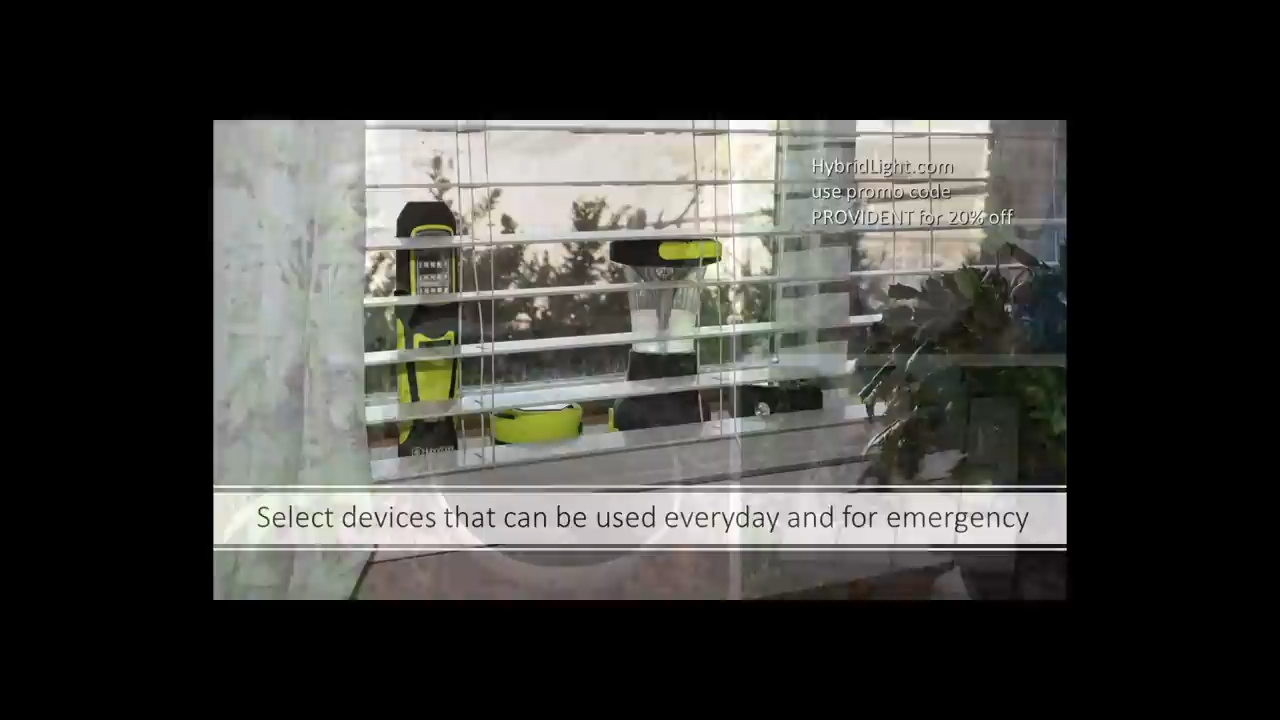 HybridLight.com
use promo code
PROVIDENT for 20% off
Select devices that can be used everyday and for emergency